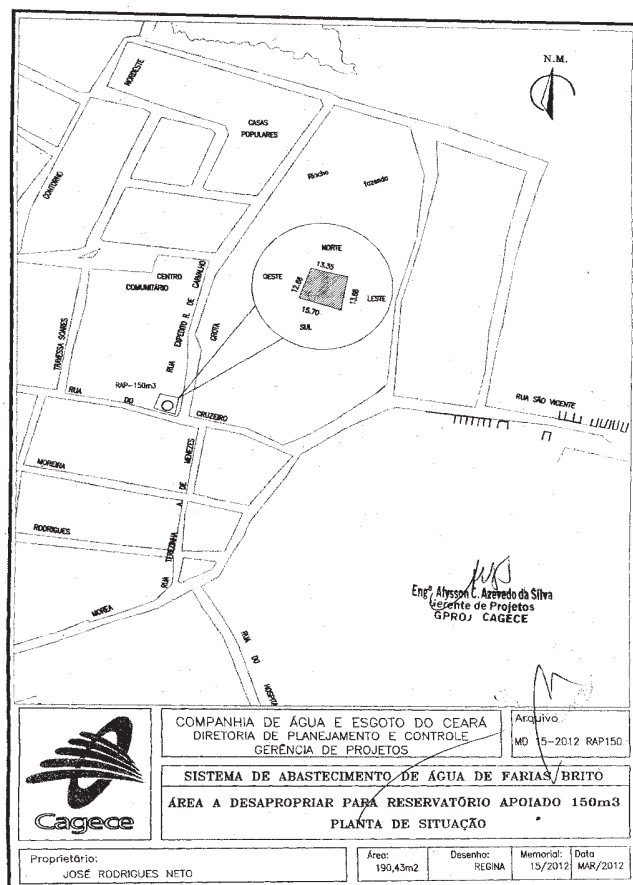 N.M.
NORDESTE
CASAS
POPULARES
CONTORNO
Riacho
fazenda
NORTE
13.35
OESTE
12.68
13.68
LESTE
15.70
SUL
CENTRO
COMUNITÁRIO
RUA EXPEDITO R. DE CARVALHO
GROTA
TRAVESSA SOARES
RAP-150m3
RUA DO CRUZEIRO
RUA SÃO VICENTE
MOREIRA
RODRIGUES
RUA TEREZINHA A. DE MENEZES
MOREA
RUA DO HOSPITA
Engº Alysson C. Azevedo da Silva
Gerente de Projetos
GPROJ CAGECE
Cagece
COMPANHIA DE ÁGUA E ESGOTO DO CEARÁ
DIRETORIA DE PLANEJAMENTO E CONTROLE
GERÊNCIA DE PROJETOS
Arquivo
MD 15-2012 RAP150
SISTEMA DE ABASTECIMENTO DE ÁGUA DE FARIAS BRITO
ÁREA A DESAPROPRIAR PARA RESERVATÓRIO APOIADO 150m3
PLANTA DE SITUAÇÃO
Proprietário:
JOSÉ RODRIGUES NETO
Área:
190,43m2
Desenho:
REGINA
Memorial:
15/2012
Data
MAR/2012